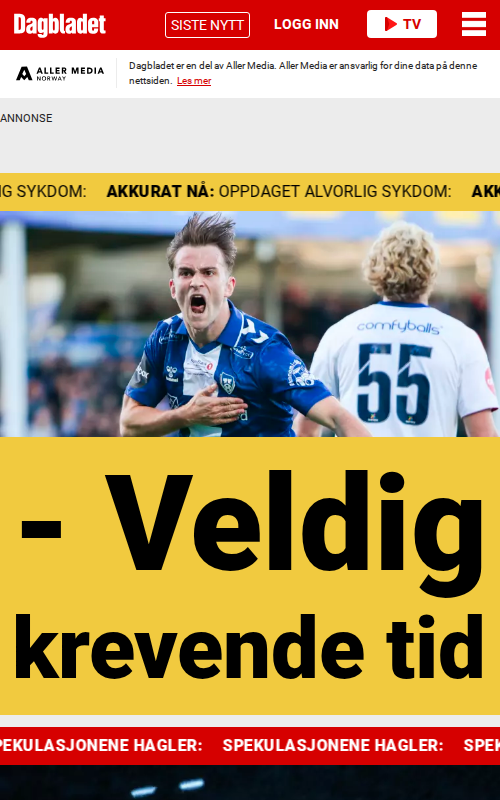 Dagbladet
SISTE NYTT
LOGG INN
TV
ALLER MEDIA
NORWAY
Dagbladet er en del av Aller Media. Aller Media er ansvarlig for dine data på denne
nettsiden. Les mer
ANNONSE
IG SYKDOM: AKKURAT NÅ: OPPDAGET ALVORLIG SYKDOM: AKK
comfyballs
55
- Veldig
krevende tid
PEKULASJONENE HAGLER: SPEKULASJONENE HAGLER: SPEK